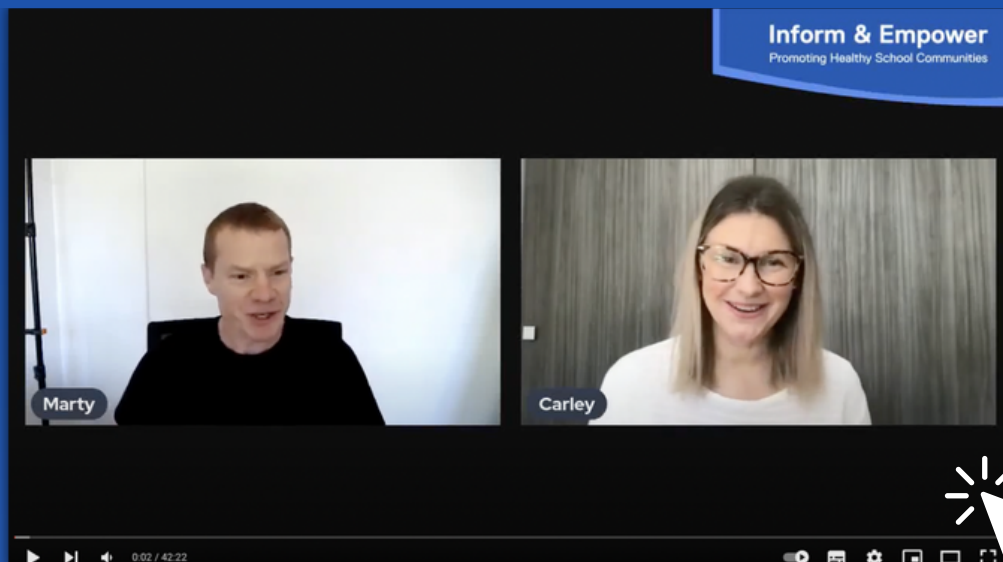 Inform & Empower
Promoting Healthy School Communities
Marty
Carley
0:02 / 42:22